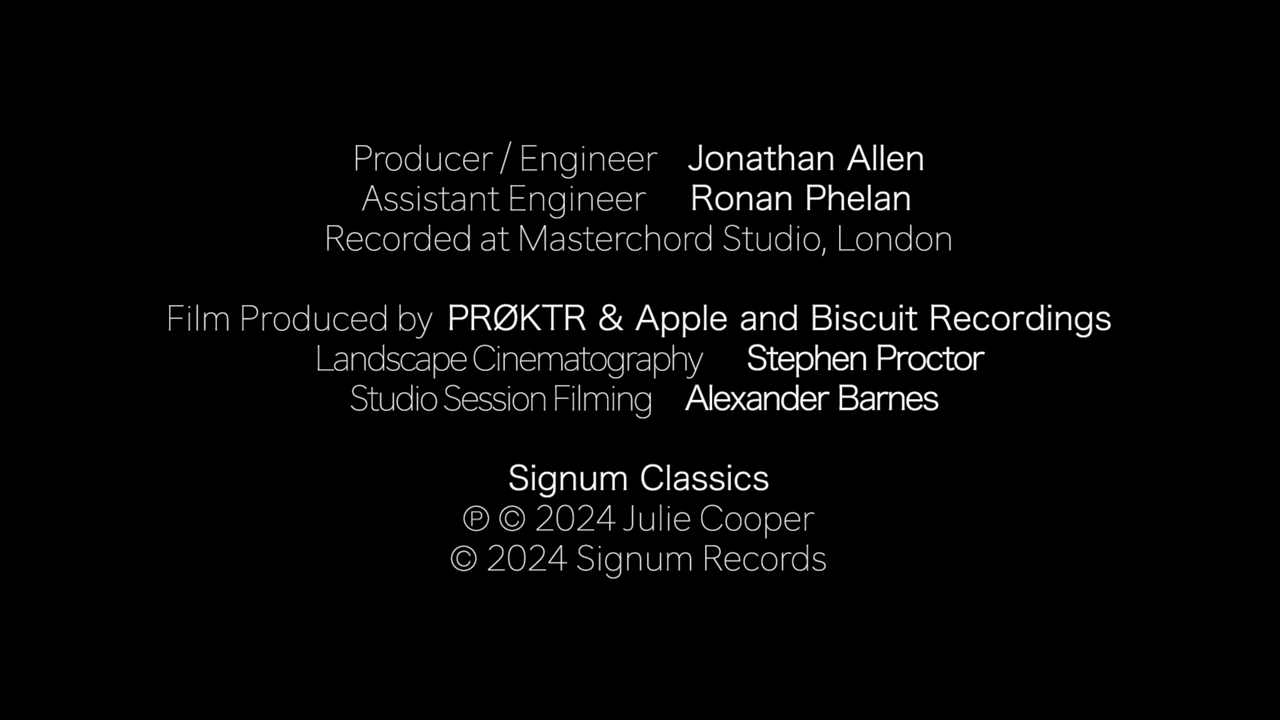 Producer / Engineer Jonathan Allen
Assistant Engineer Ronan Phelan
Recorded at Masterchord Studio, London
Film Produced by PRØKTR & Apple and Biscuit Recordings
Landscape Cinematography Stephen Proctor
Studio Session Filming Alexander Barnes
Signum Classics
℗ © 2024 Julie Cooper
© 2024 Signum Records